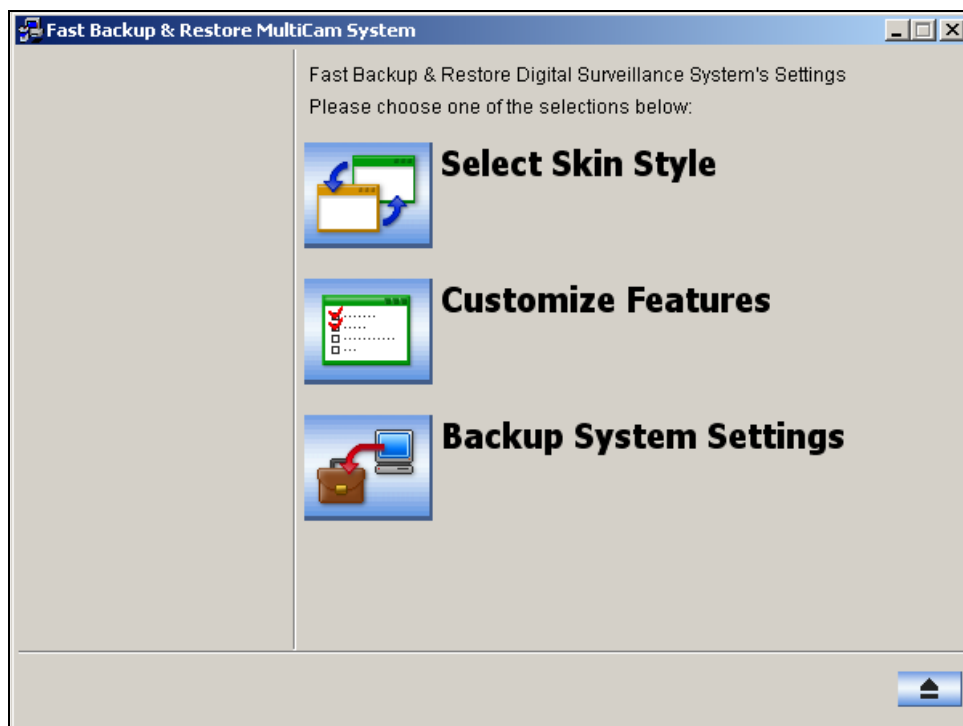 Fast Backup & Restore MultiCam System
Fast Backup & Restore Digital Surveillance System's Settings
Please choose one of the selections below:
Select Skin Style
Customize Features
Backup System Settings